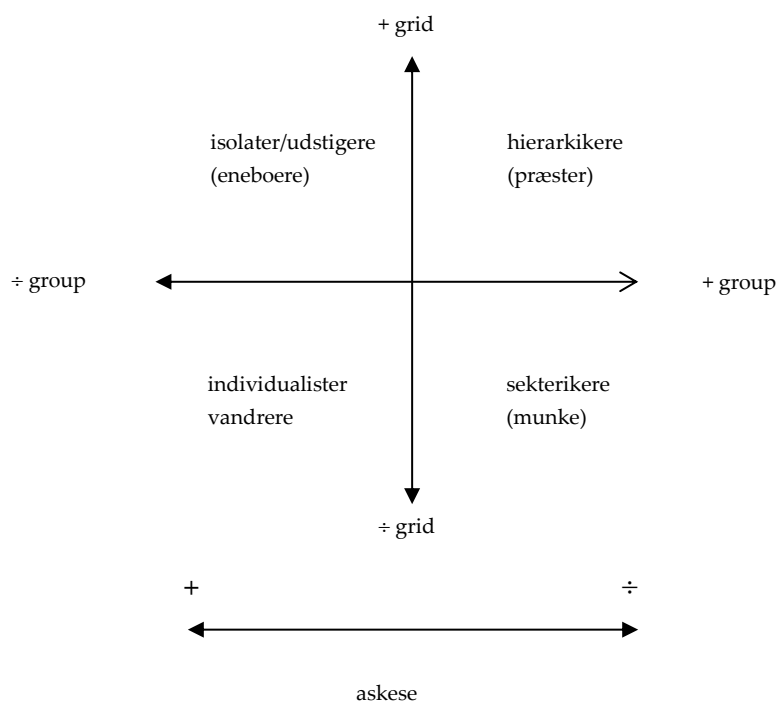 + grid
isolater/udstigere
(eneboere)
hierarkikere
(præster)
÷ group
+ group
individualister
vandrere
sekterikere
(munke)
÷ grid
+
÷
askese